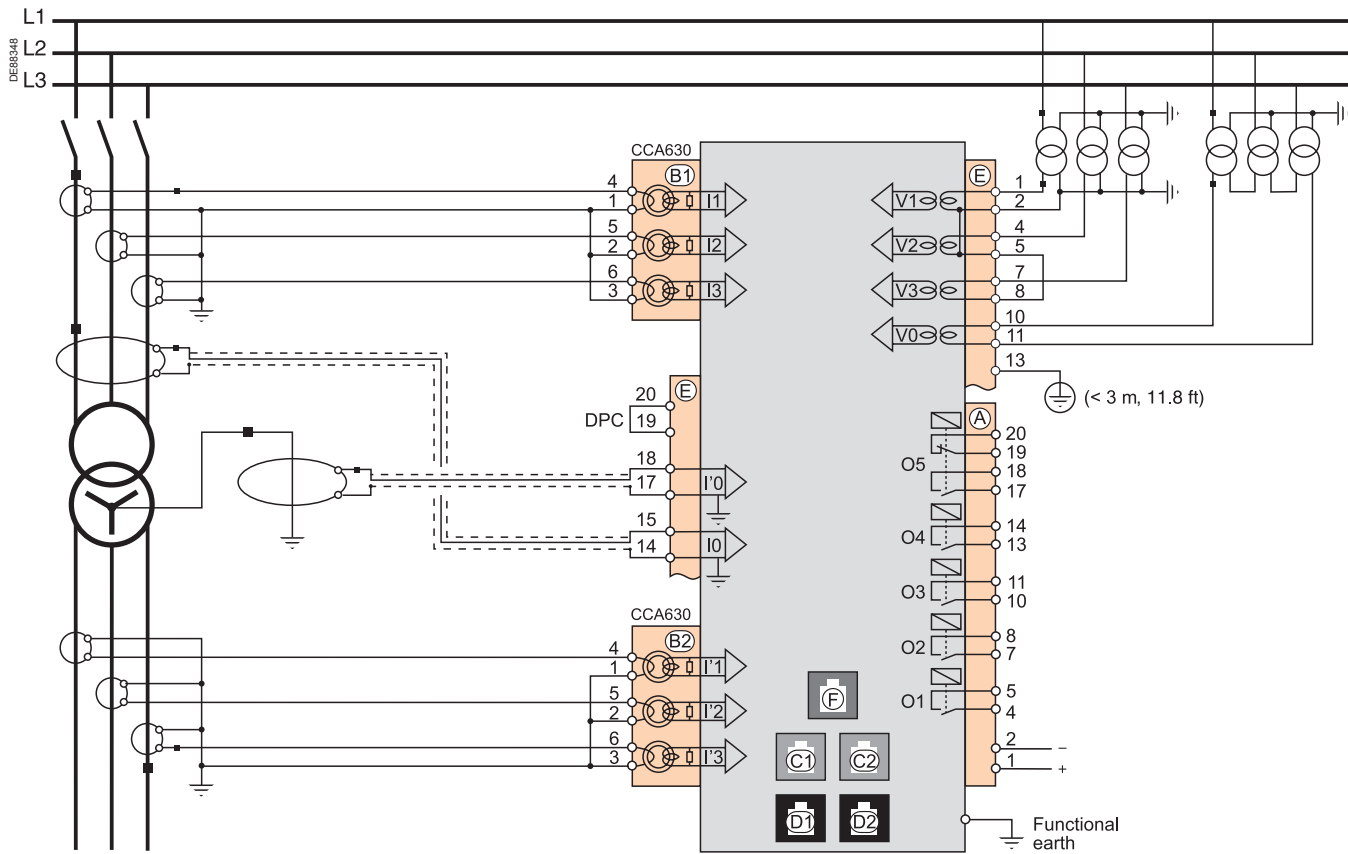 L1
L2
L3
DE88348
CCA630
B1
4
1
5
2
6
3
I1
I2
I3
E
V1
V2
V3
V0
1
2
4
5
7
8
10
11
13
(< 3 m, 11.8 ft)
E
20
DPC 19
18
17
15
14
I'0
I0
A
O5
20
19
18
17
O4
14
13
O3
11
10
O2
8
7
O1
5
4
2 –
1 +
CCA630
B2
4
1
5
2
6
3
I'1
I'2
I'3
F
C1
C2
D1
D2
Functional
earth